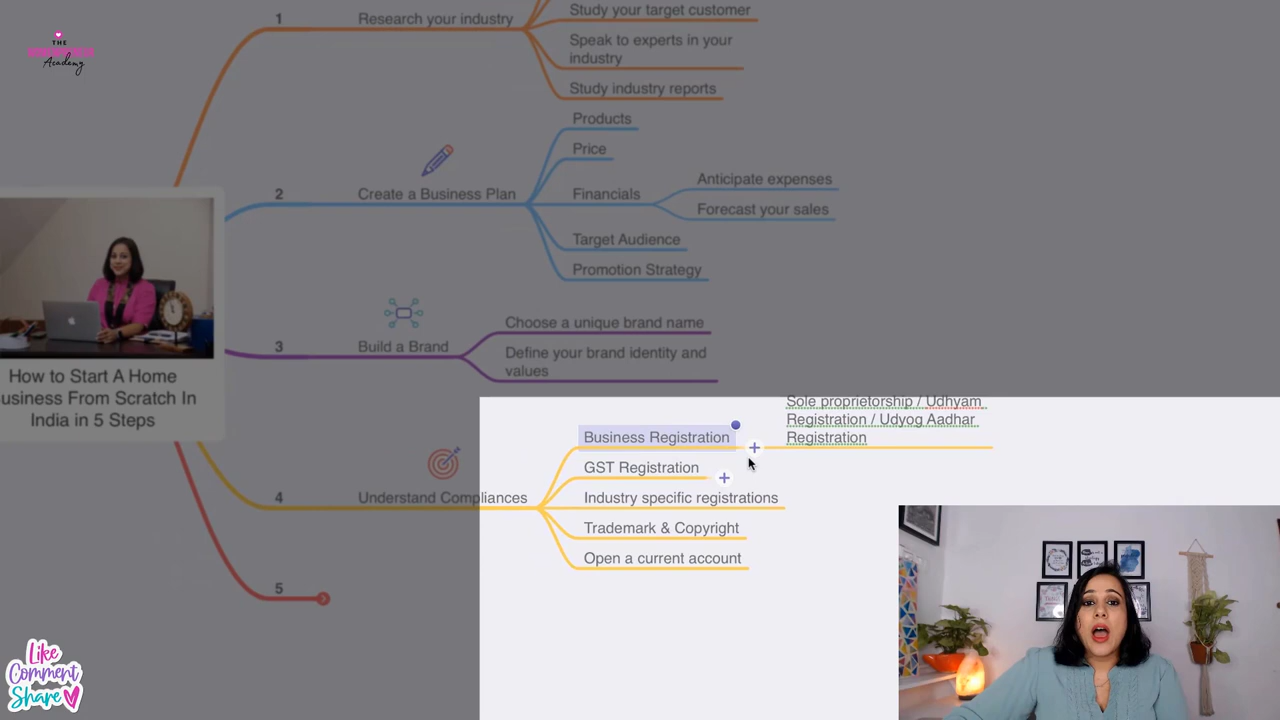 THE
Academy
1
Research your industry
Study your target customer
Speak to experts in your
industry
Study industry reports
2
Create a Business Plan
Products
Price
Financials
Anticipate expenses
Forecast your sales
Target Audience
Promotion Strategy
3
Build a Brand
Choose a unique brand name
Define your brand identity and
values
How to Start A Home
usiness From Scratch In
India in 5 Steps
4
Understand Compliances
Business Registration
Sole proprietorship / Udhyam
Registration / Udyog Aadhar
Registration
GST Registration
Industry specific registrations
Trademark & Copyright
Open a current account
5
Like
Comment
Share